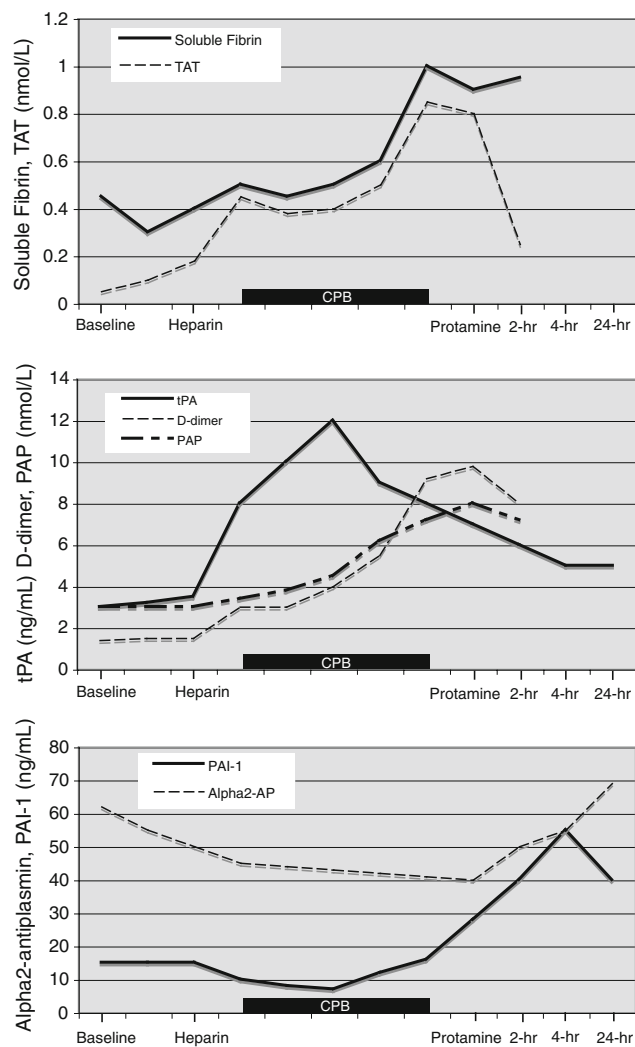 1.2
Soluble Fibrin
TAT
1
0.8
0.6
0.4
0.2
0
Soluble Fibrin, TAT (nmol/L)
CPB
Baseline Heparin Protamine 2-hr 4-hr 24-hr
14
tPA
D-dimer
PAP
12
10
8
6
4
2
0
tPA (ng/mL) D-dimer, PAP (nmol/L)
CPB
Baseline Heparin Protamine 2-hr 4-hr 24-hr
80
PAI-1
Alpha2-AP
70
60
50
40
30
20
10
0
Alpha2-antiplasmin, PAI-1 (ng/mL)
CPB
Baseline Heparin Protamine 2-hr 4-hr 24-hr